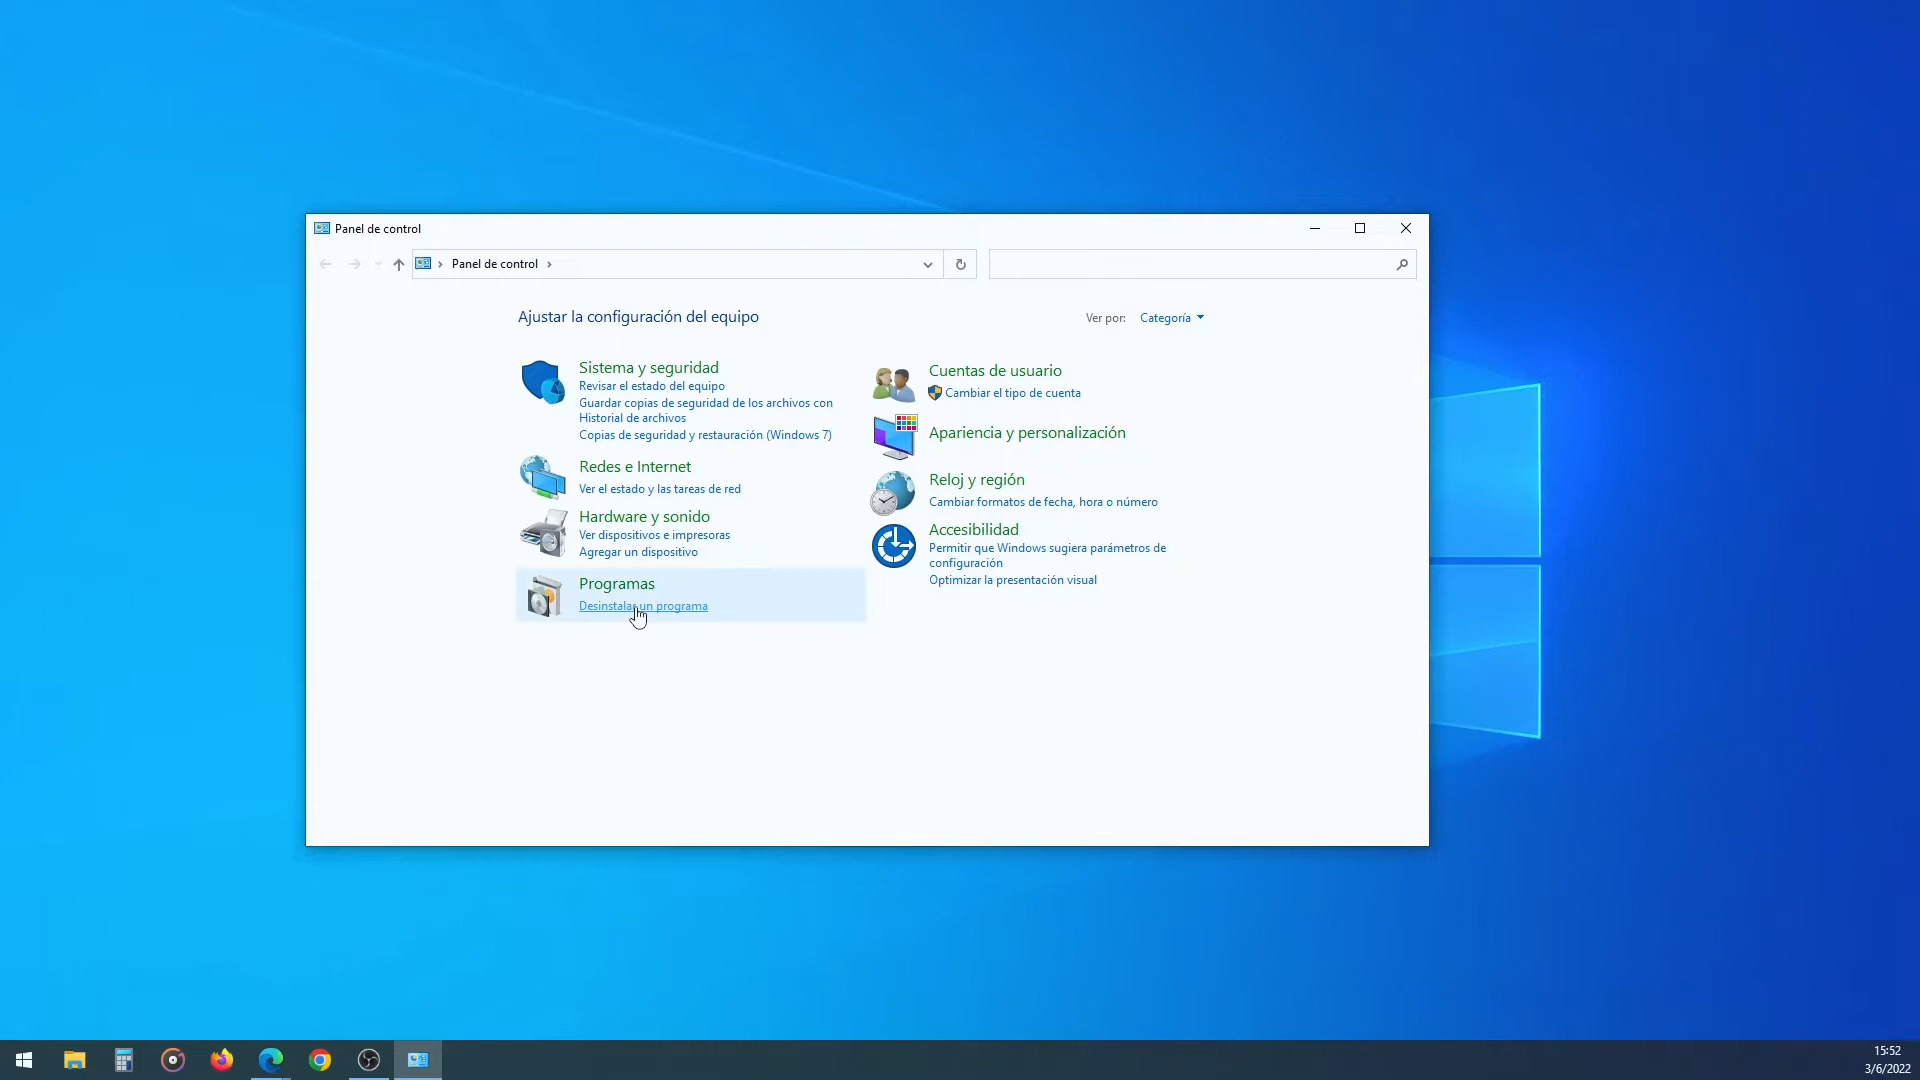 Panel de control
Panel de control
Ajustar la configuración del equipo
Ver por: Categoría
Sistema y seguridad
Revisar el estado del equipo
Guardar copias de seguridad de los archivos con
Historial de archivos
Copias de seguridad y restauración (Windows 7)
Redes e Internet
Ver el estado y las tareas de red
Hardware y sonido
Ver dispositivos e impresoras
Agregar un dispositivo
Programas
Desinstalar un programa
Cuentas de usuario
Cambiar el tipo de cuenta
Apariencia y personalización
Reloj y región
Cambiar formatos de fecha, hora o número
Accesibilidad
Permitir que Windows sugiera parámetros de
configuración
Optimizar la presentación visual
15:52
3/6/2022